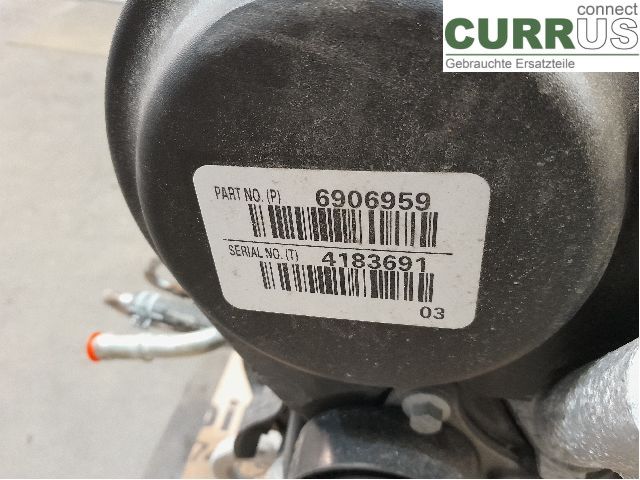 connect
CURRUS
Gebrauchte Ersatzteile
PART NO. (P) 6906959
SERIAL NO. (T) 4183691
03